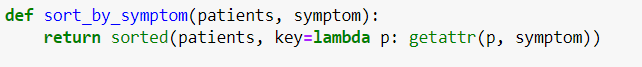 def sort_by_symptom(patients, symptom):
    return sorted(patients, key=lambda p: getattr(p, symptom))